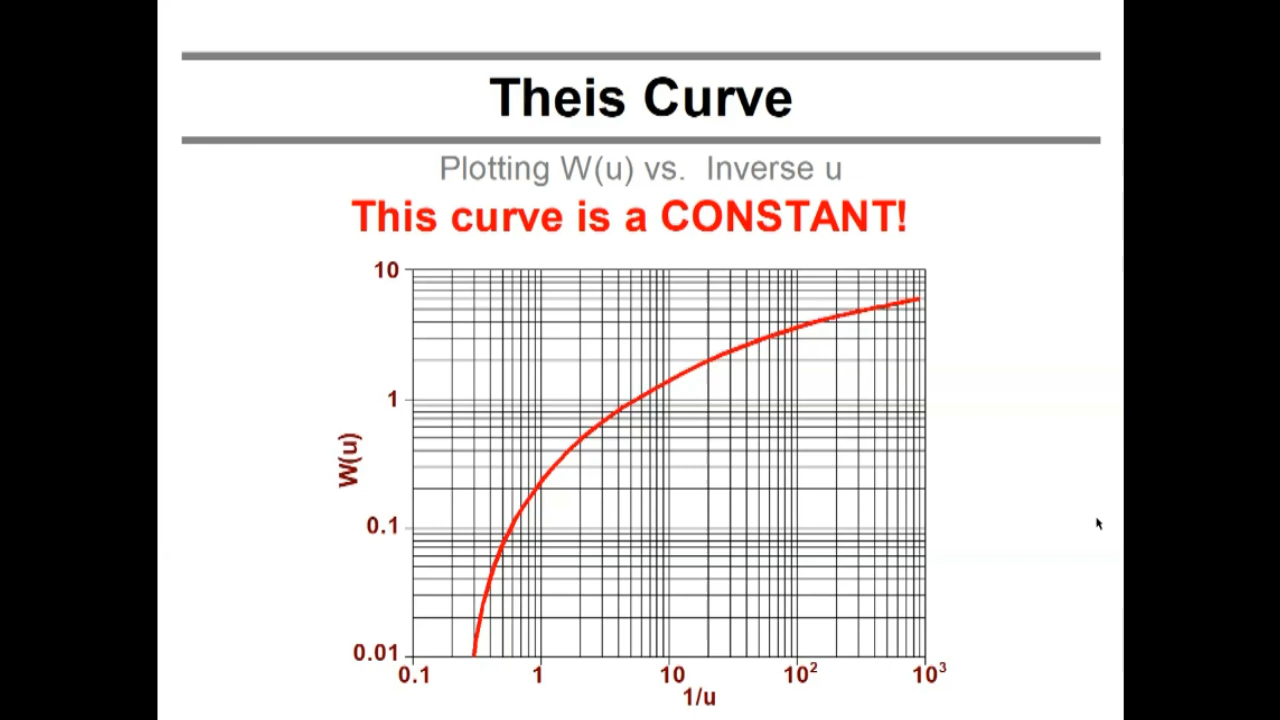 Theis Curve
Plotting W(u) vs. Inverse u
This curve is a CONSTANT!
10
1
0.1
0.01
W(u)
0.1 1 10 10² 10³
1/u